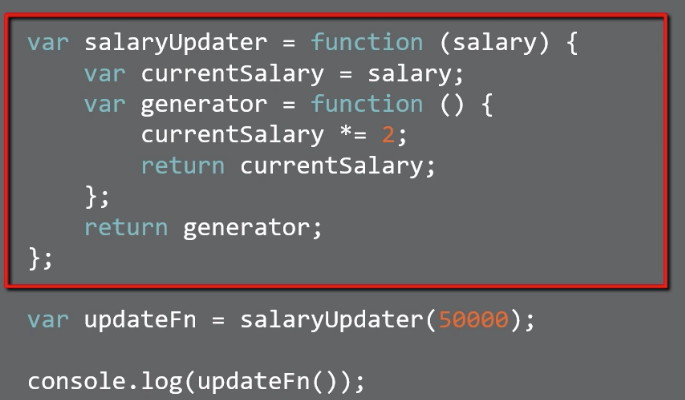 var salaryUpdater = function (salary) {
    var currentSalary = salary;
    var generator = function () {
        currentSalary *= 2;
        return currentSalary;
    };
    return generator;
};
var updateFn = salaryUpdater(50000);
console.log(updateFn());